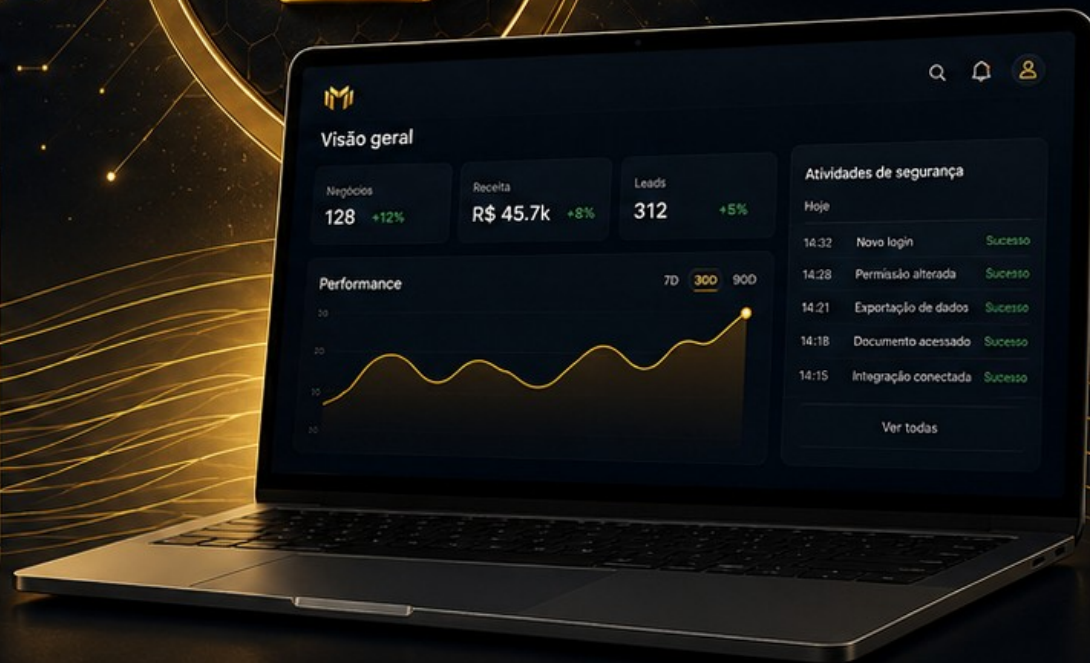 Visão geral
Negócios
128 +12%
Receita
R$ 45.7k +8%
Leads
312 +5%
Performance
7D 30D 90D
20
10
Atividades de segurança
Hoje
14:32 Novo login Sucesso
14:28 Permissão alterada Sucesso
14:21 Exportação de dados Sucesso
14:18 Documento acessado Sucesso
14:15 Integração conectada Sucesso
Ver todas